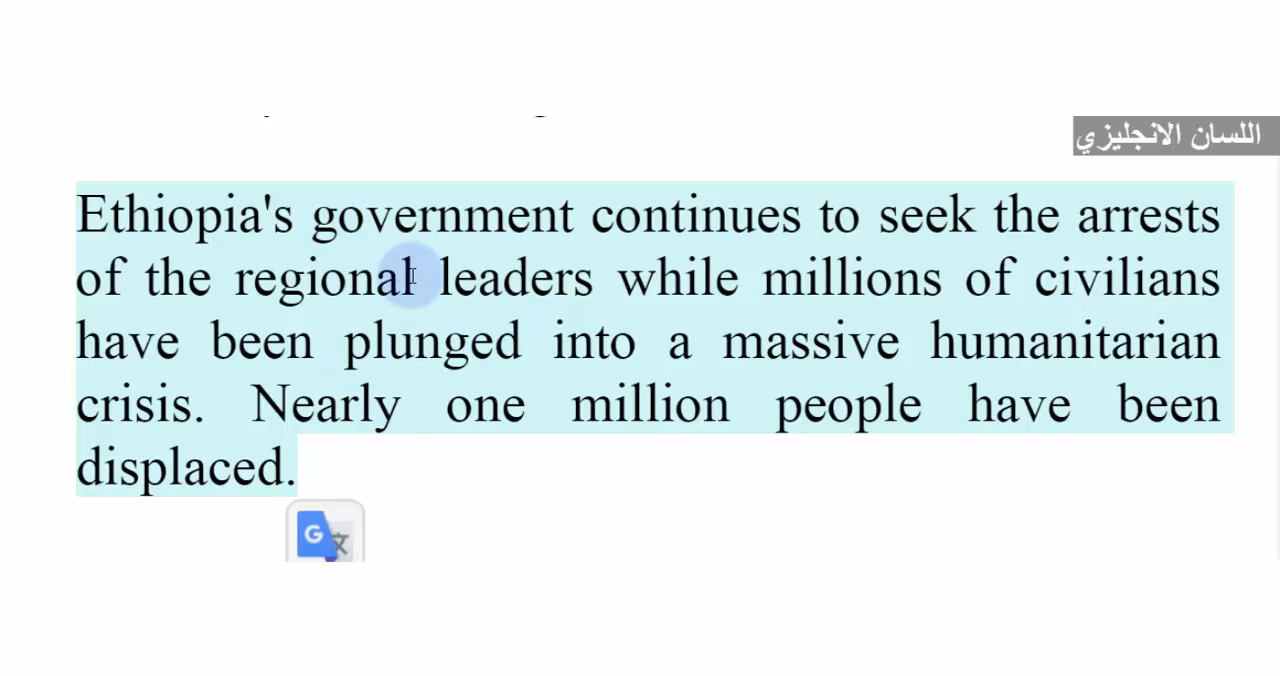 اللسان الانجليزي
Ethiopia's government continues to seek the arrests
of the regional leaders while millions of civilians
have been plunged into a massive humanitarian
crisis. Nearly one million people have been
displaced.
G 文